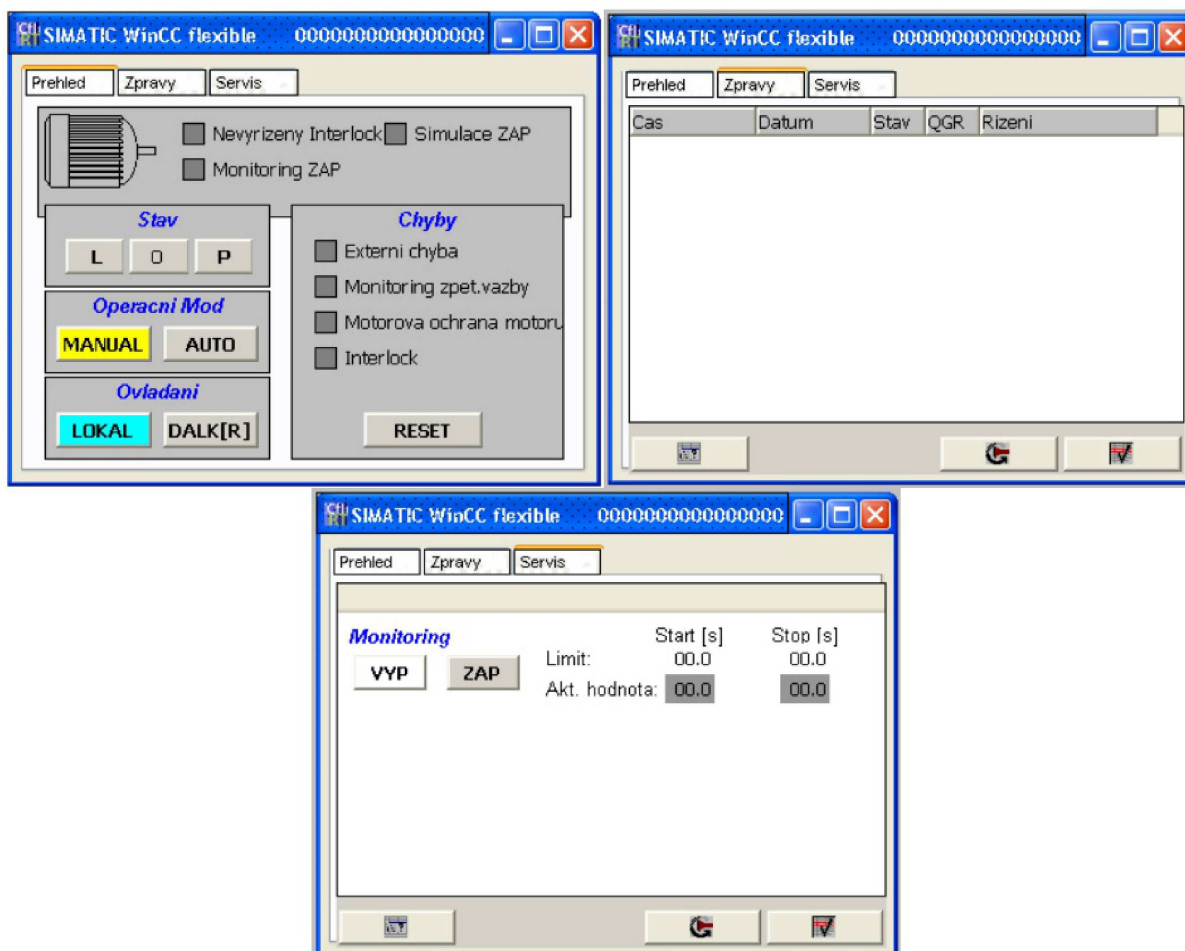 SIMATIC WinCC flexible 0000000000000000
Prehled Zpravy Servis
Nevyrizeny Interlock Simulace ZAP
Monitoring ZAP
Stav
L O P
Operacni Mod
MANUAL AUTO
Ovladani
LOKAL DALK[R]
Chyby
Externi chyba
Monitoring zpet.vazby
Motorova ochrana motoru
Interlock
RESET
SIMATIC WinCC flexible 0000000000000000
Prehled Zpravy Servis
Cas Datum Stav QGR Rizeni
SIMATIC WinCC flexible 0000000000000000
Prehled Zpravy Servis
Monitoring
VYP ZAP
Start [s] Stop [s]
Limit: 00.0 00.0
Akt. hodnota: 00.0 00.0